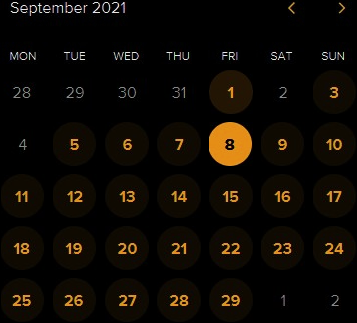 September 2021
MON TUE WED THU FRI SAT SUN
28 29 30 31 1 2 3
4 5 6 7 8 9 10
11 12 13 14 15 16 17
18 19 20 21 22 23 24
25 26 27 28 29 1 2